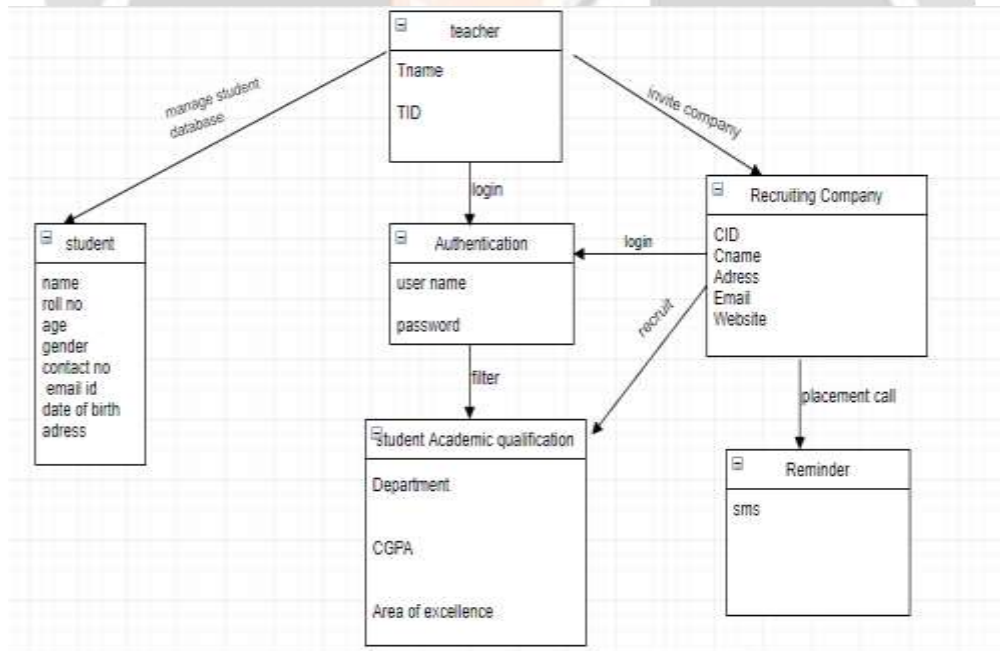 teacher
Tname
TID
manage student
database
invite company
login
Recruiting Company
CID
Cname
Adress
Email
Website
student
name
roll no
age
gender
contact no
email id
date of birth
adress
Authentication
user name
password
login
recruit
filter
placement call
Student Academic qualification
Department
CGPA
Area of excellence
Reminder
sms